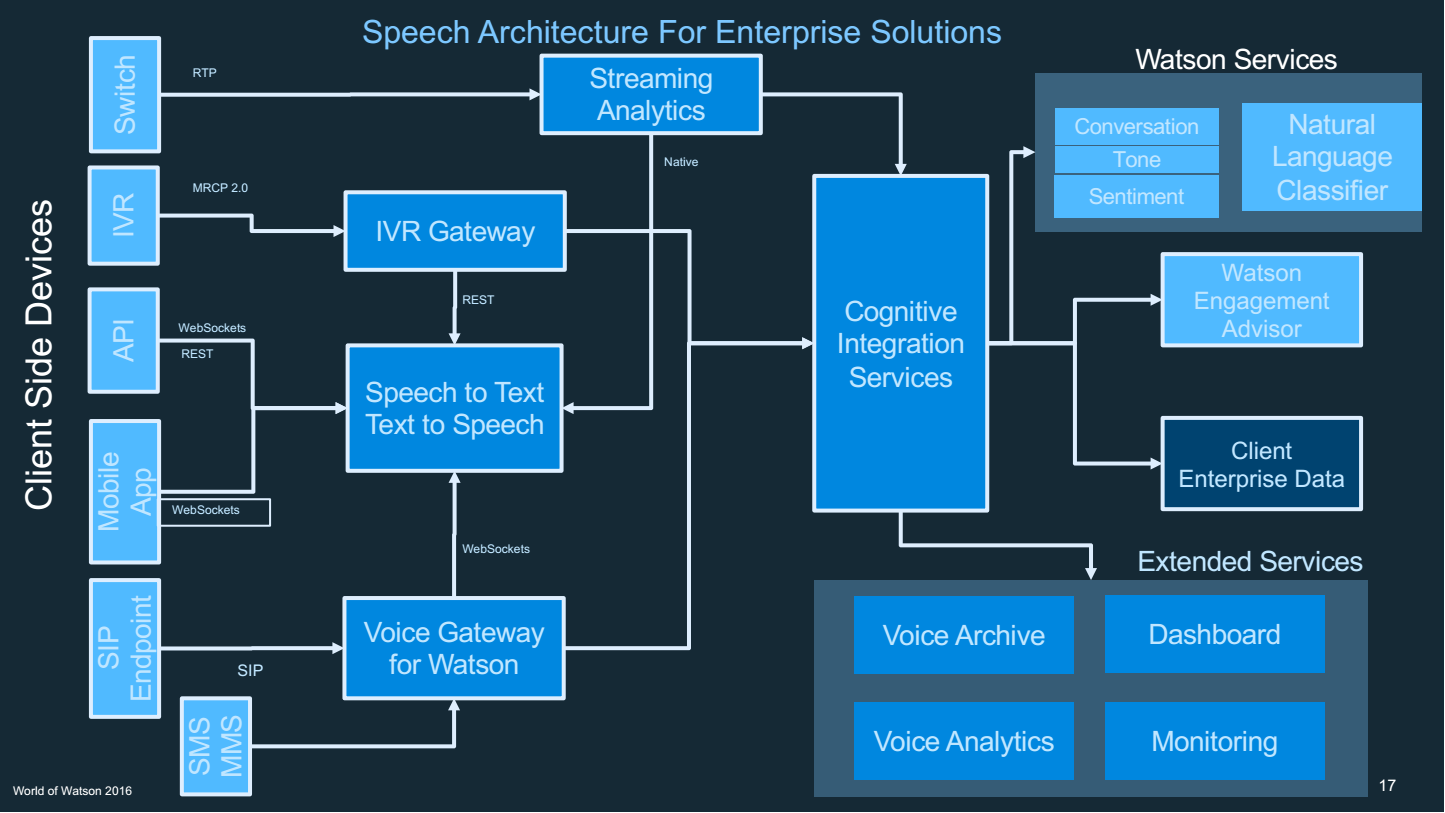 Speech Architecture For Enterprise Solutions
Client Side Devices
Switch
RTP
Streaming
Analytics
Native
IVR
MRCP 2.0
IVR Gateway
REST
API
WebSockets
REST
Speech to Text
Text to Speech
Mobile
App
WebSockets
WebSockets
SIP
Endpoint
SIP
Voice Gateway
for Watson
SMS
MMS
Cognitive
Integration
Services
Watson Services
Conversation
Tone
Sentiment
Natural
Language
Classifier
Watson
Engagement
Advisor
Client
Enterprise Data
Extended Services
Voice Archive
Dashboard
Voice Analytics
Monitoring
World of Watson 2016
17